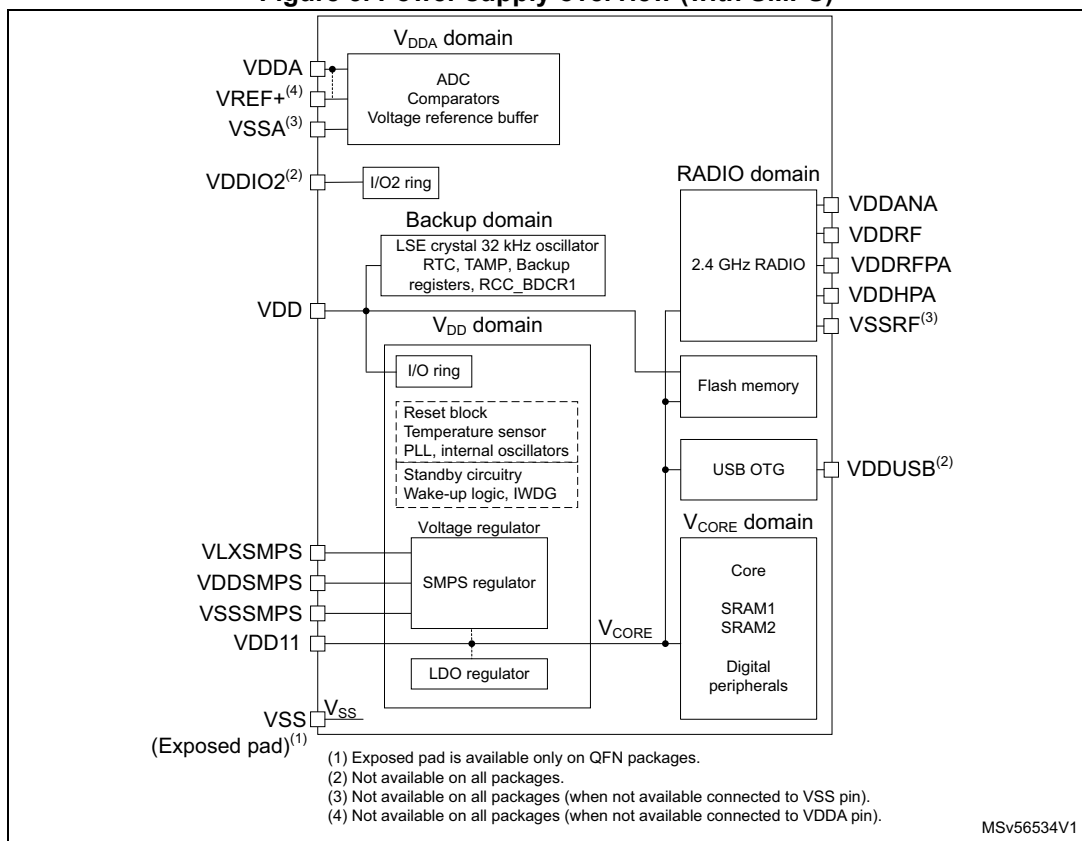 Figure 6. Power supply overview (with SMPS)
VDDA domain
VDDA
VREF+(4)
VSSA(3)
ADC
Comparators
Voltage reference buffer
VDDIO2(2)
I/O2 ring
RADIO domain
2.4 GHz RADIO
VDDANA
VDDRF
VDDRFPA
VDDHPA
VSSRF(3)
Backup domain
LSE crystal 32 kHz oscillator
RTC, TAMP, Backup
registers, RCC_BDCR1
VDD
VDD domain
I/O ring
Flash memory
Reset block
Temperature sensor
PLL, internal oscillators
Standby circuitry
Wake-up logic, IWDG
USB OTG
VDDUSB(2)
Voltage regulator
SMPS regulator
VLXSMPS
VDDSMPS
VSSSMPS
VDD11
LDO regulator
VCORE
VCORE domain
Core
SRAM1
SRAM2
Digital
peripherals
VSS
VSS
(Exposed pad)(1)
(1) Exposed pad is available only on QFN packages.
(2) Not available on all packages.
(3) Not available on all packages (when not available connected to VSS pin).
(4) Not available on all packages (when not available connected to VDDA pin).
MSv56534V1